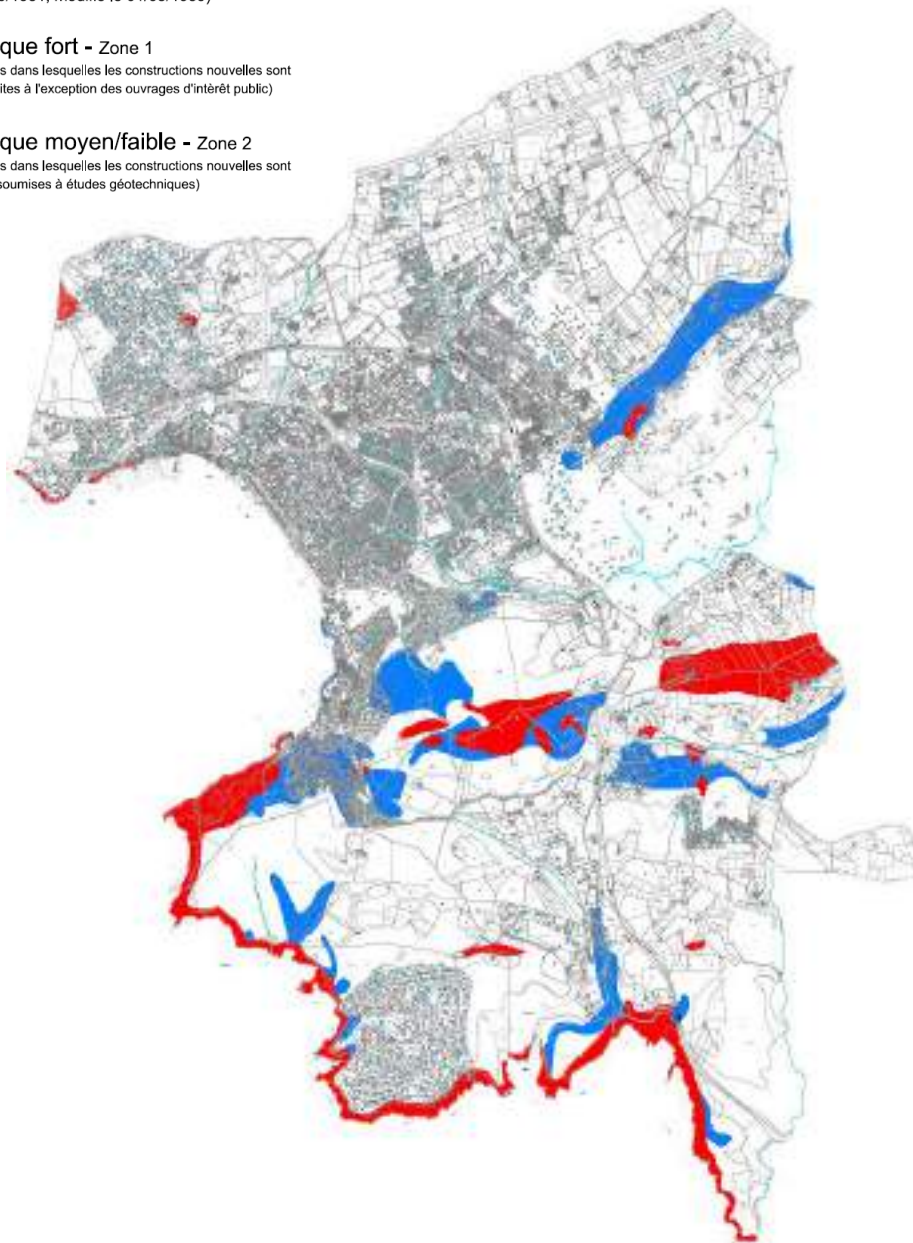 que fort - Zone 1
s dans lesquelles les constructions nouvelles sont
ites à l'exception des ouvrages d'intérêt public)
que moyen/faible - Zone 2
s dans lesquelles les constructions nouvelles sont
soumises à études géotechniques)